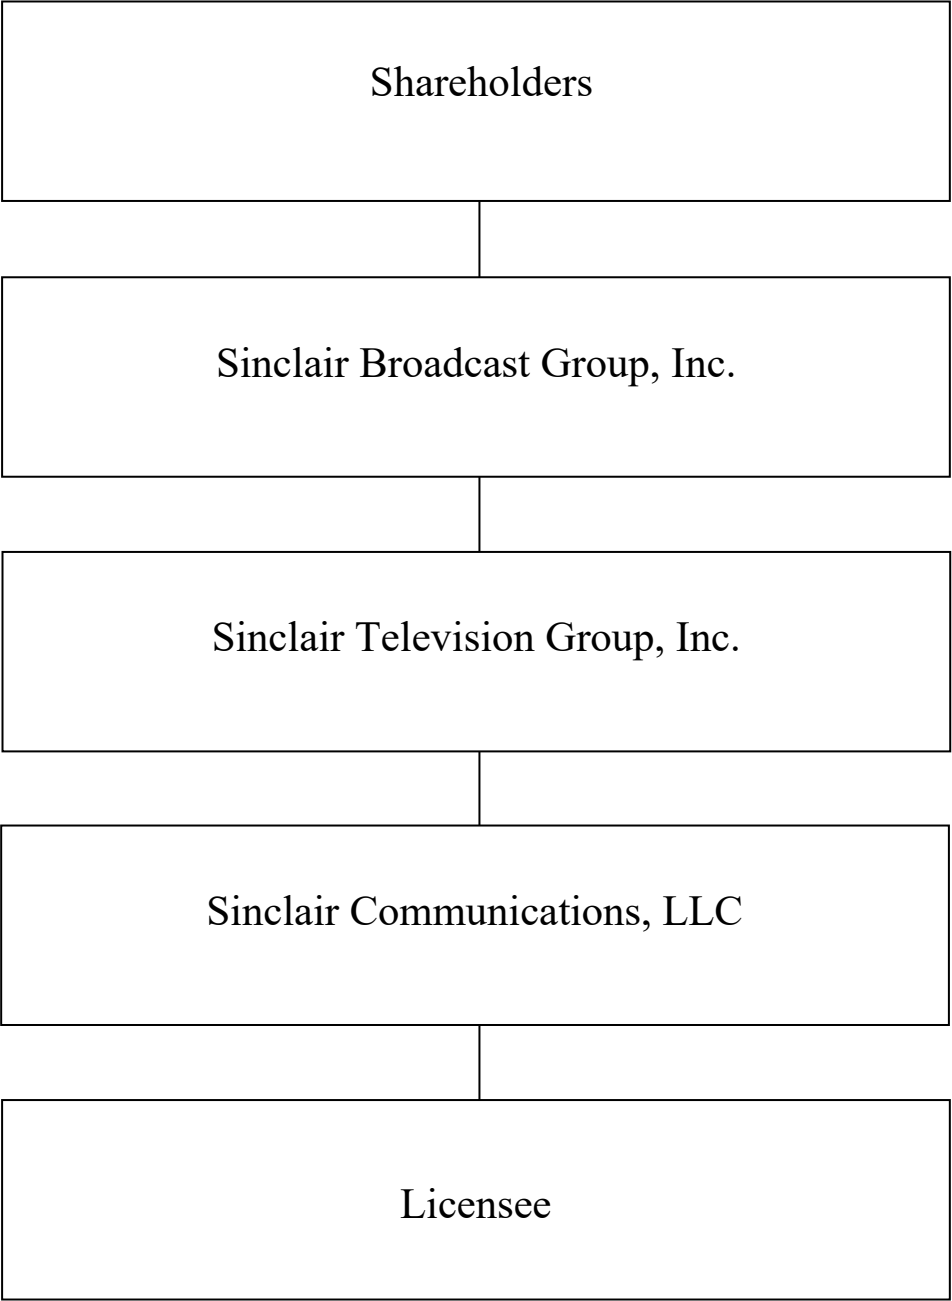 Shareholders
Sinclair Broadcast Group, Inc.
Sinclair Television Group, Inc.
Sinclair Communications, LLC
Licensee